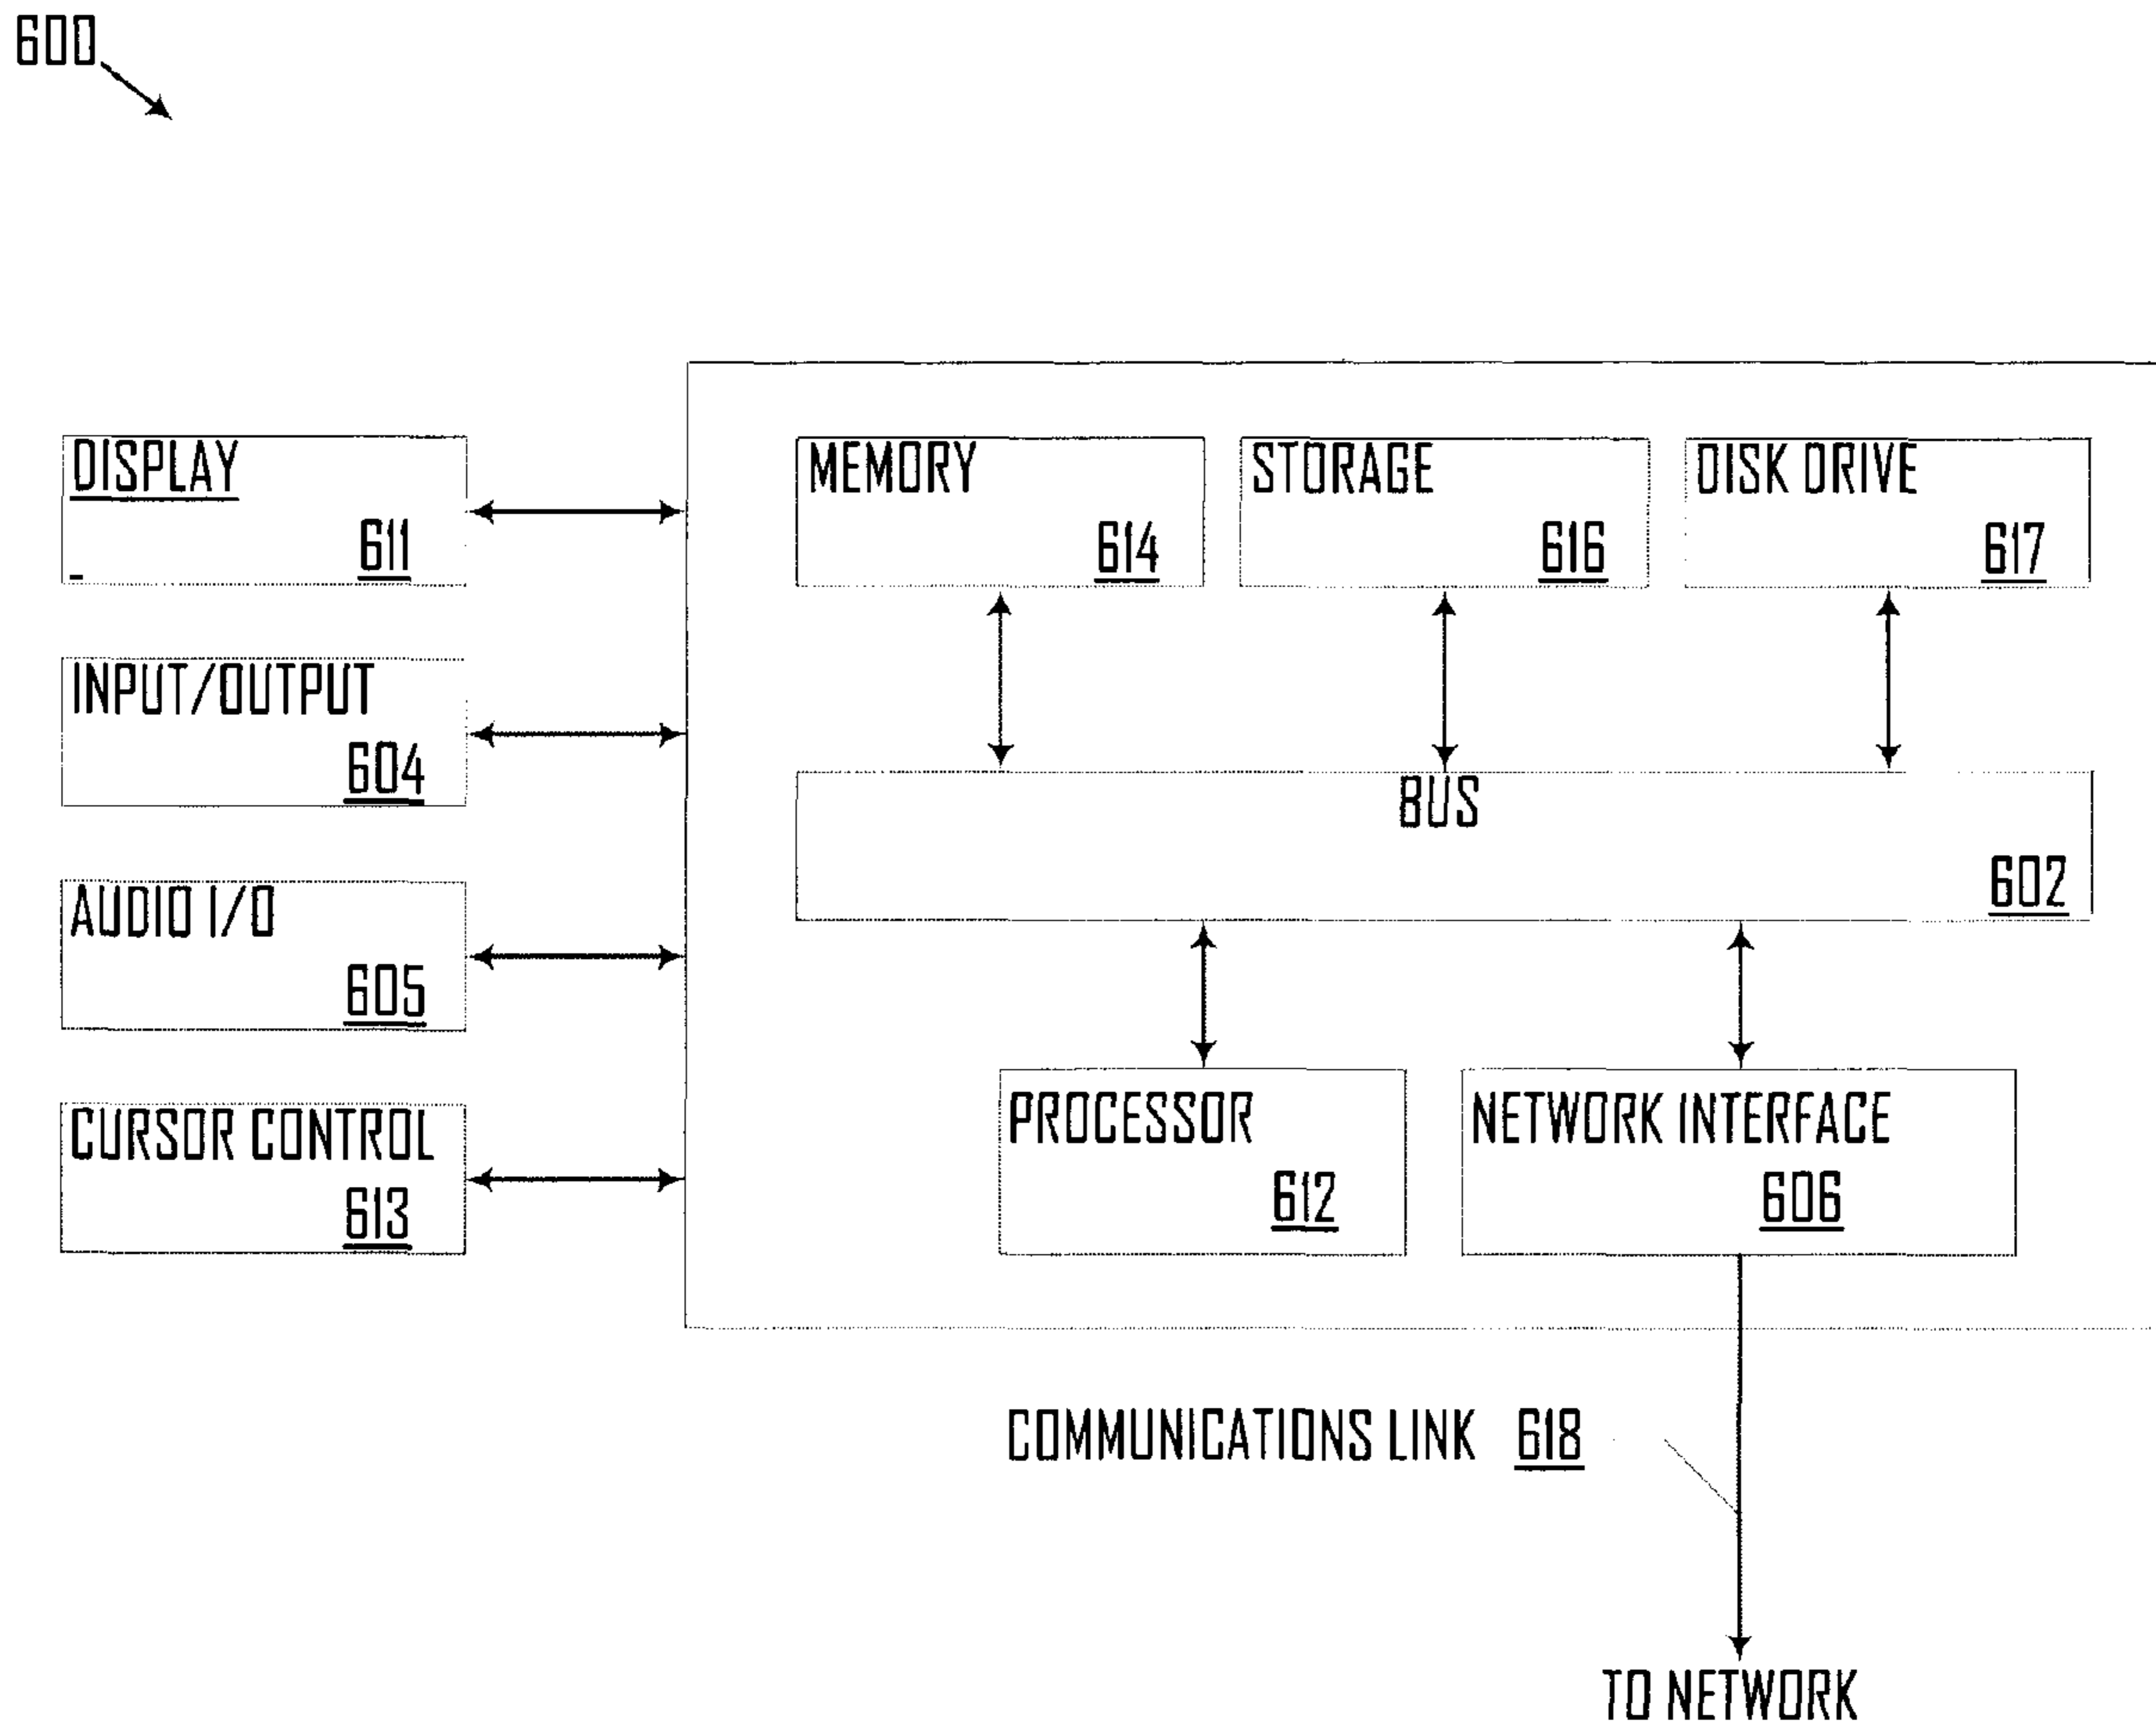 600
DISPLAY
611
INPUT/OUTPUT
604
AUDIO I/O
605
CURSOR CONTROL
613
MEMORY
614
STORAGE
616
DISK DRIVE
617
BUS
602
PROCESSOR
612
NETWORK INTERFACE
606
COMMUNICATIONS LINK 618
TO NETWORK